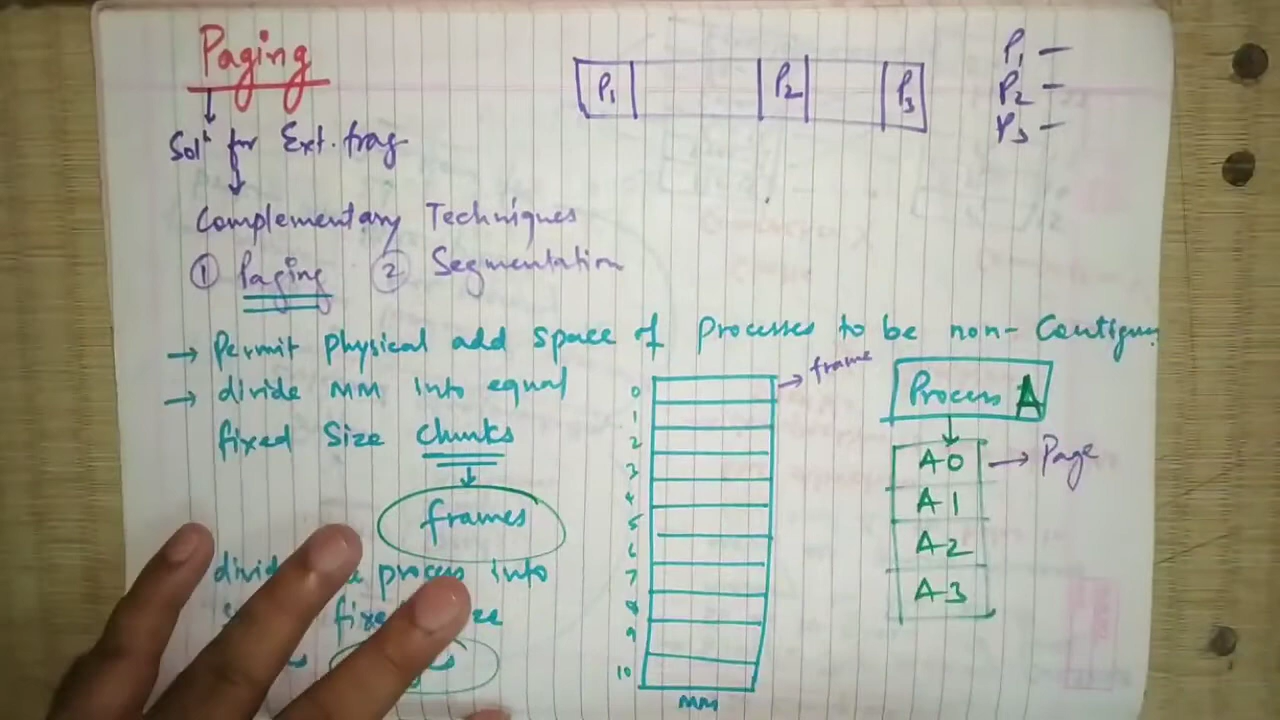 Paging
P1 P2 P3
P1 —
P2 —
P3 —
Solⁿ for Ext. frag
Complementary Techniques
① Paging ② Segmentation
→ Permit Physical add space of Processes to be non-
→ divide MM into equal
fixed Size Chunks
frames
process into
0
1
2
3
4
5
6
7
8
9
10
→ frame
MM
Process A
A0 → Page
A1
A2
A3